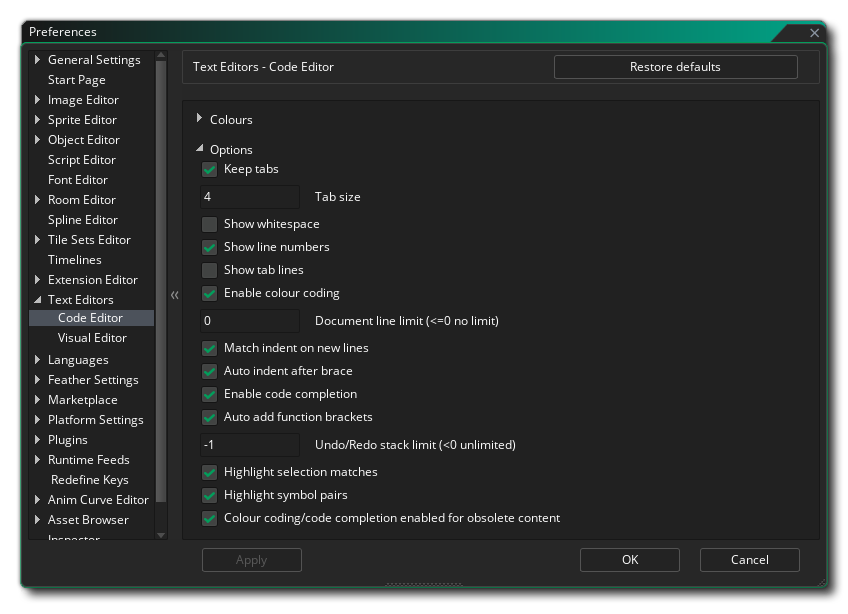 Preferences
General Settings
Start Page
Image Editor
Sprite Editor
Object Editor
Script Editor
Font Editor
Room Editor
Spline Editor
Tile Sets Editor
Timelines
Extension Editor
Text Editors
Code Editor
Visual Editor
Languages
Feather Settings
Marketplace
Platform Settings
Plugins
Runtime Feeds
Redefine Keys
Anim Curve Editor
Asset Browser
Inspector
Text Editors - Code Editor
Restore defaults
Colours
Options
Keep tabs
4 Tab size
Show whitespace
Show line numbers
Show tab lines
Enable colour coding
0 Document line limit (<=0 no limit)
Match indent on new lines
Auto indent after brace
Enable code completion
Auto add function brackets
-1 Undo/Redo stack limit (<0 unlimited)
Highlight selection matches
Highlight symbol pairs
Colour coding/code completion enabled for obsolete content
Apply
OK
Cancel